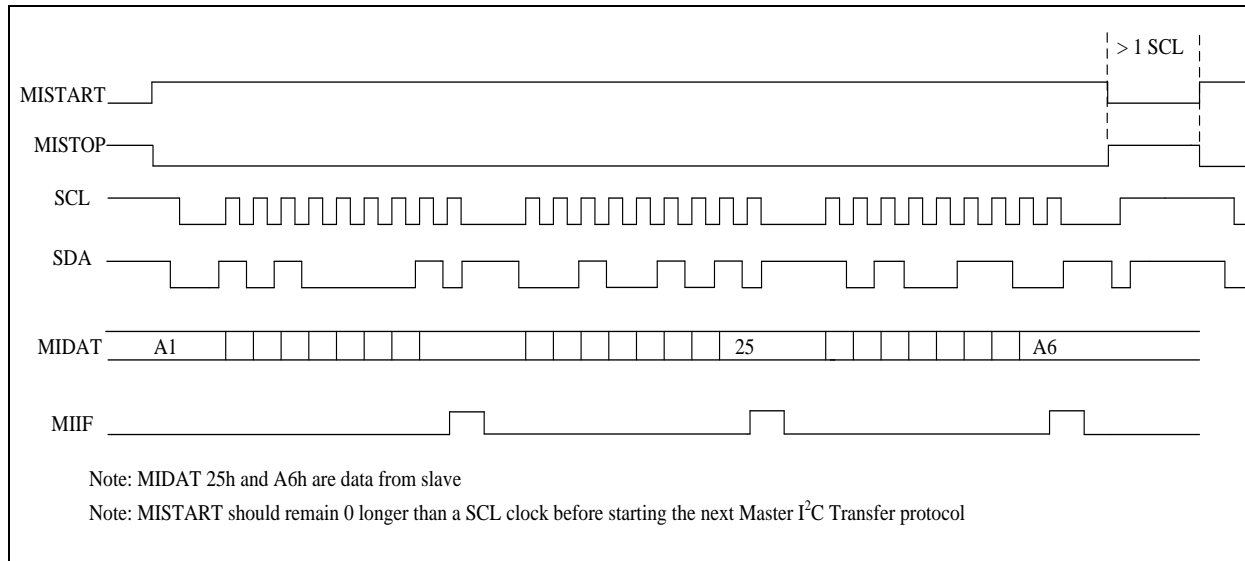 > 1 SCL
MISTART
MISTOP
SCL
SDA
MIDAT A1 25 A6
MIIF
Note: MIDAT 25h and A6h are data from slave
Note: MISTART should remain 0 longer than a SCL clock before starting the next Master I²C Transfer protocol